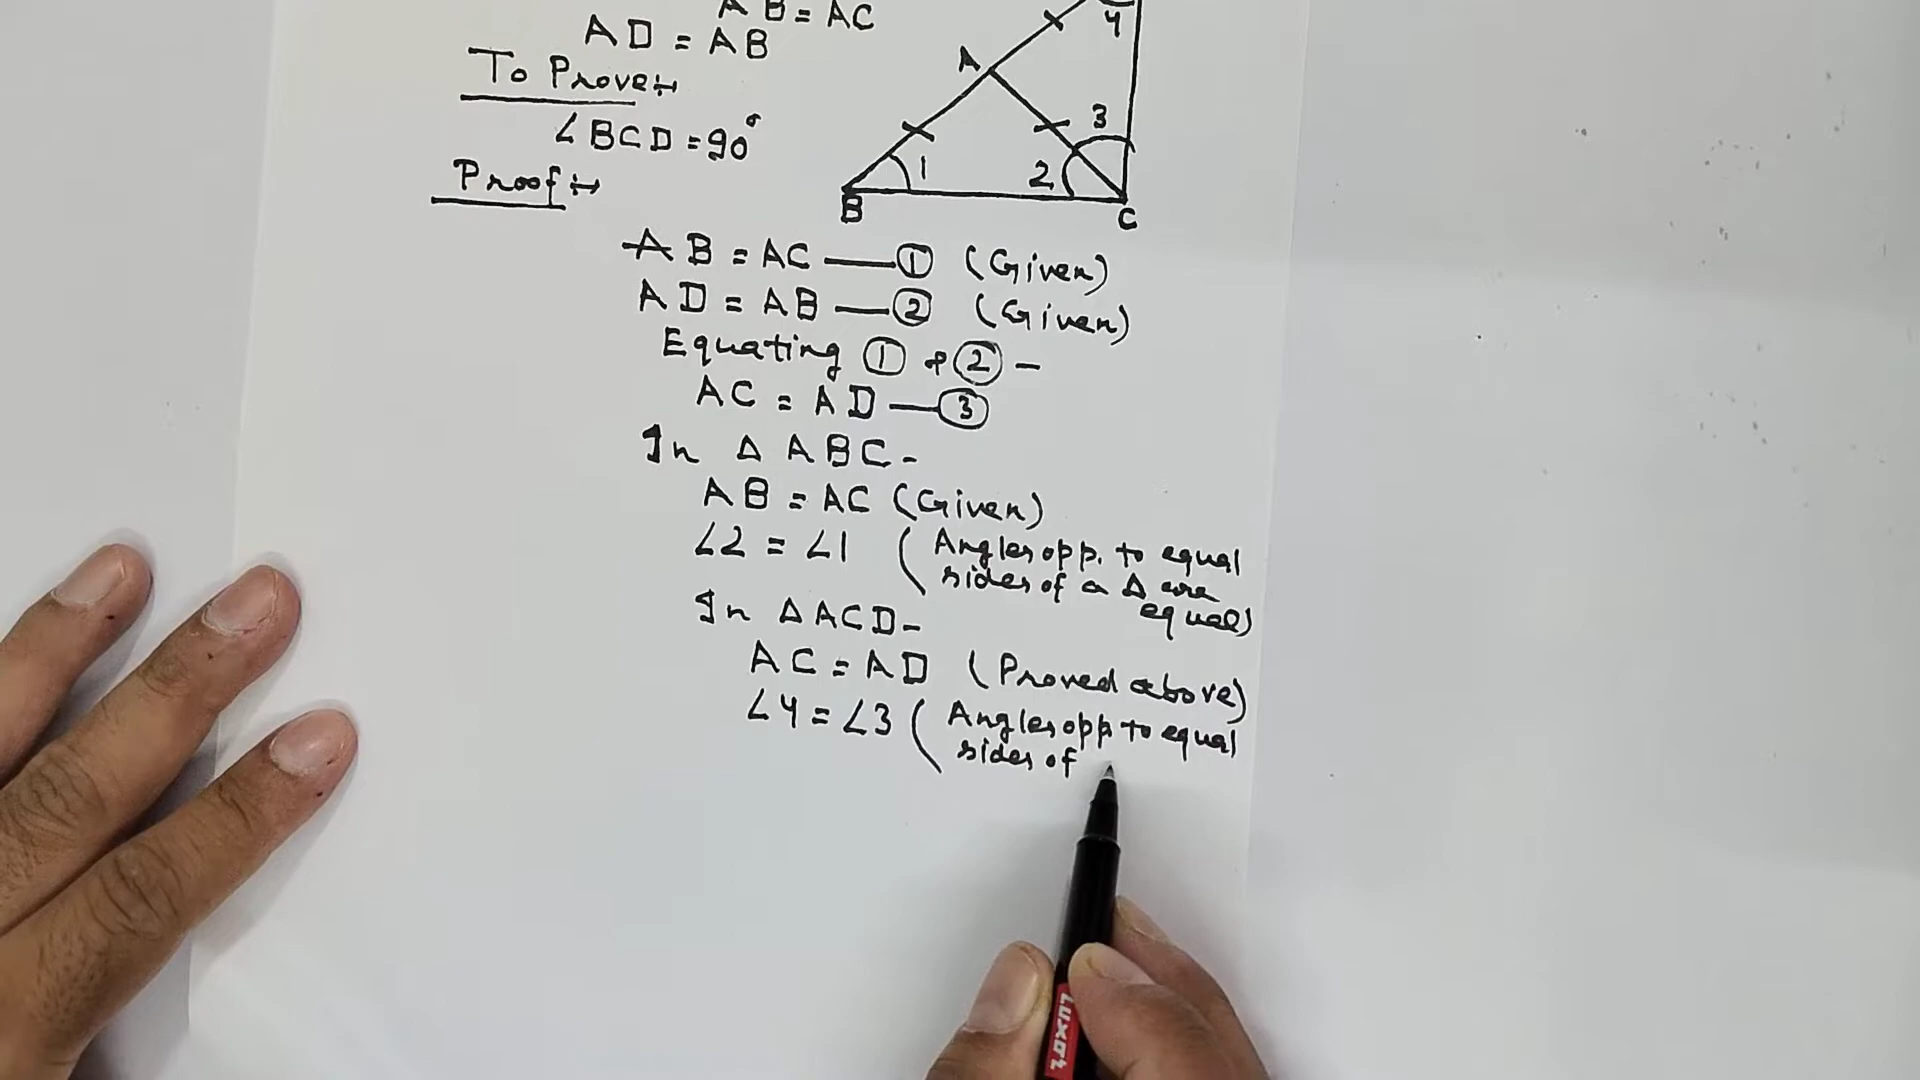 AB = AC
AD = AB
To Prove:-
∠BCD = 90°
Proof:-
4
A
3
1
2
B
C
AB = AC — ① (Given)
AD = AB — ② (Given)
Equating ① & ② -
AC = AD — ③
In Δ ABC -
AB = AC (Given)
∠2 = ∠1 (Angles opp. to equal
sides of a Δ are
equal)
In ΔACD -
AC = AD (Proved above)
∠4 = ∠3 (Angles opp to equal
sides of
LUXOR